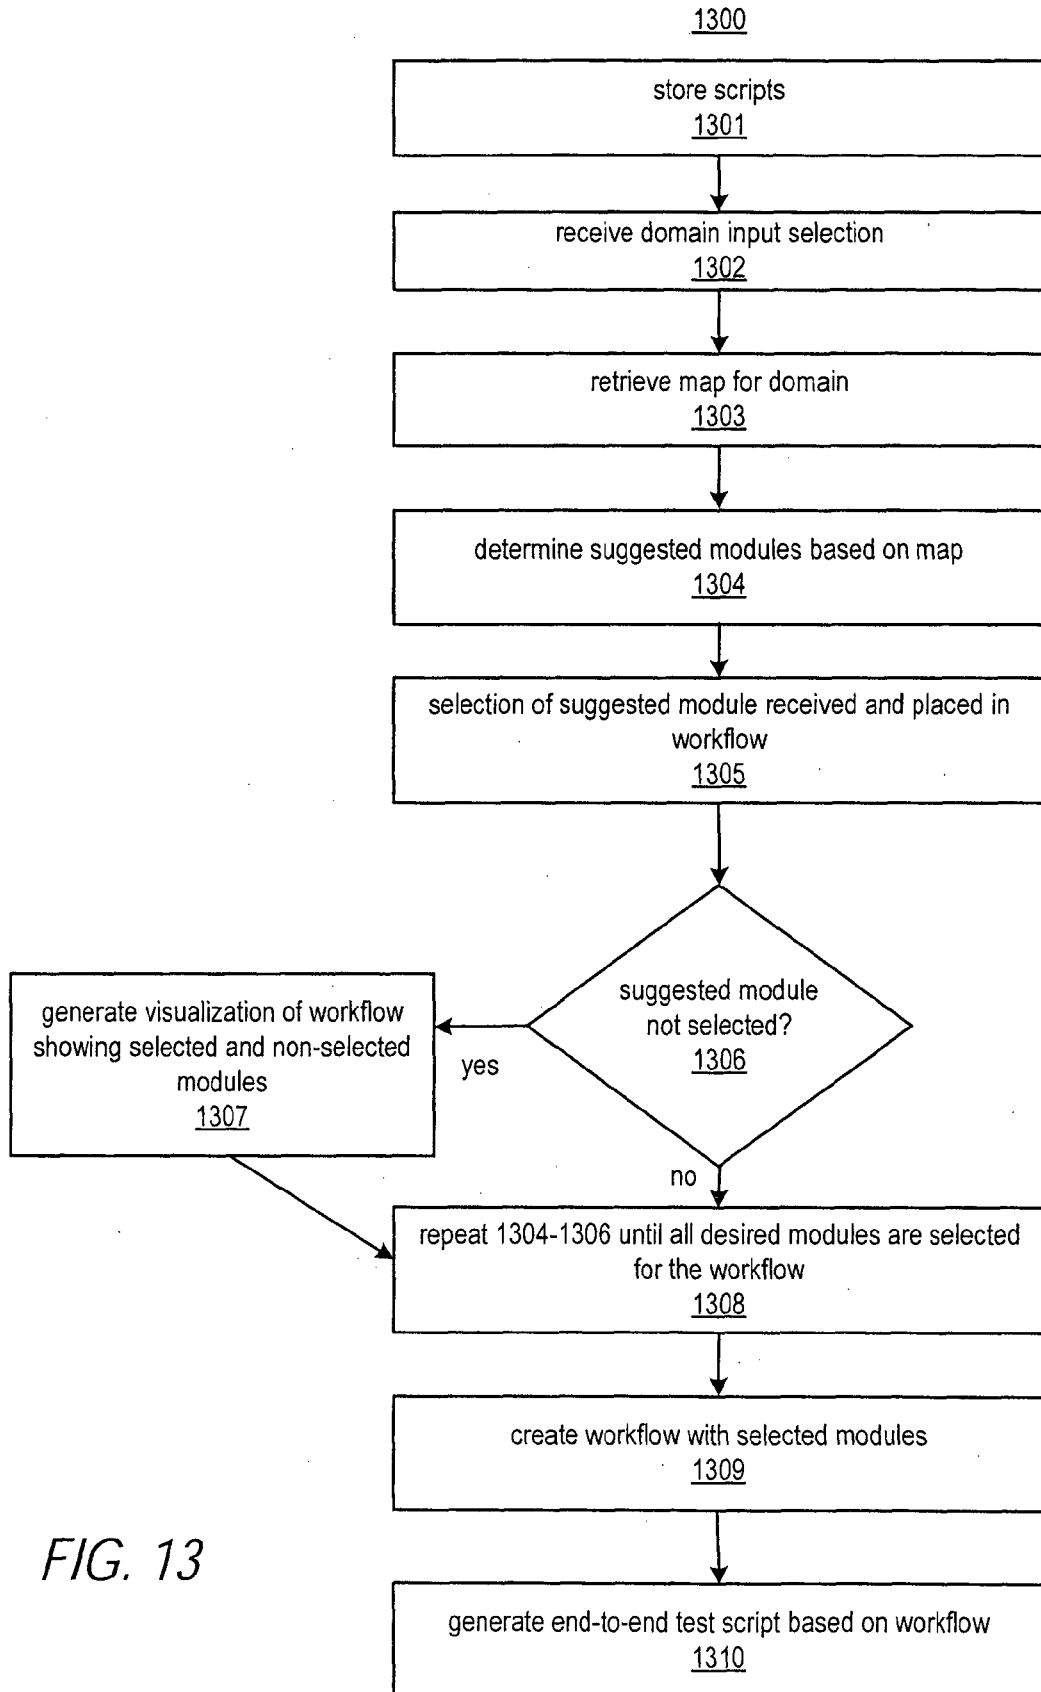 1300
store scripts
1301
receive domain input selection
1302
retrieve map for domain
1303
determine suggested modules based on map
1304
selection of suggested module received and placed in
workflow
1305
suggested module
not selected?
1306
yes
generate visualization of workflow
showing selected and non-selected
modules
1307
no
repeat 1304-1306 until all desired modules are selected
for the workflow
1308
create workflow with selected modules
1309
generate end-to-end test script based on workflow
1310
FIG. 13